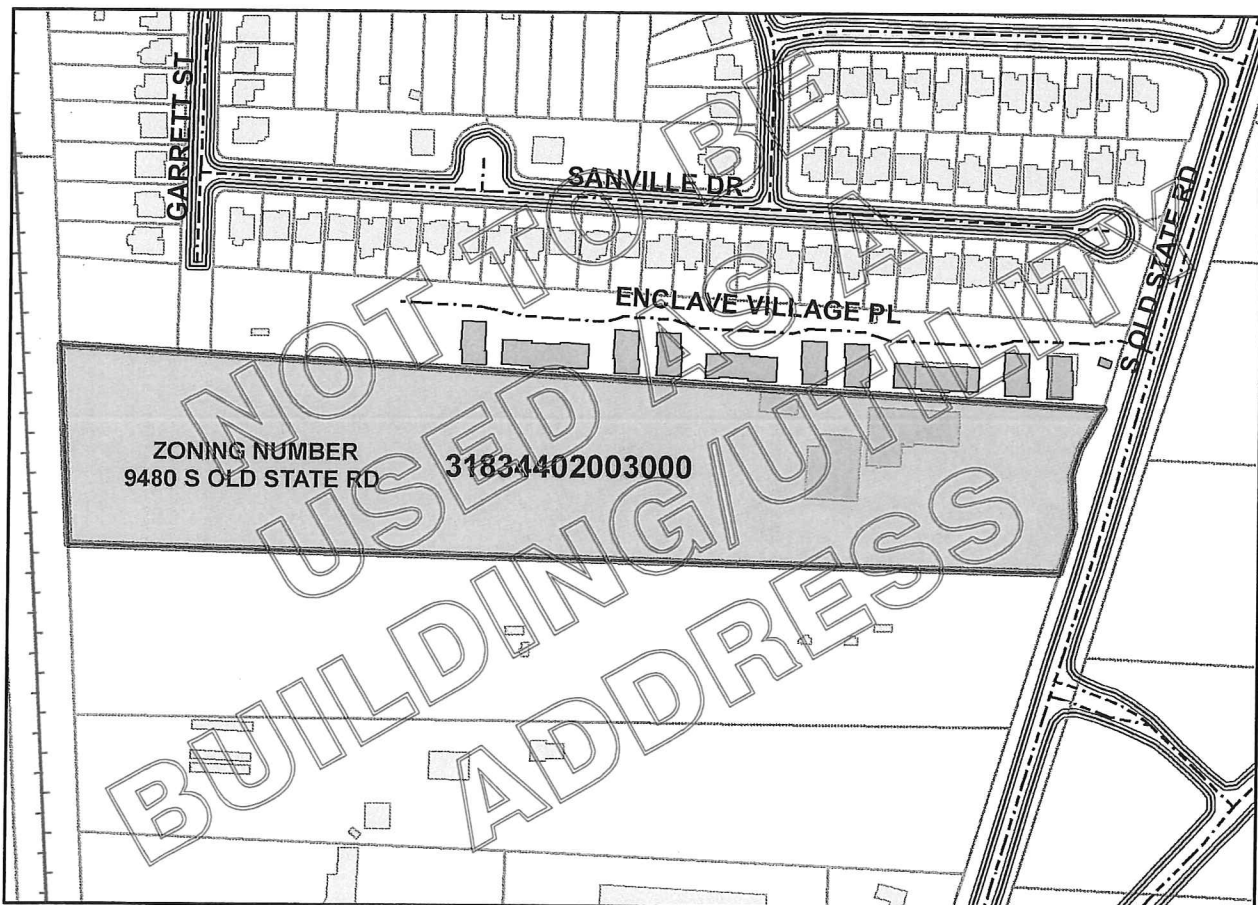 GARRETT ST
SANVILLE DR
S OLD STATE RD
ENCLAVE VILLAGE PL
ZONING NUMBER
9480 S OLD STATE RD
31834402003000
NOT TO BE
USED AS A
BUILDING/UTILITY
ADDRESS